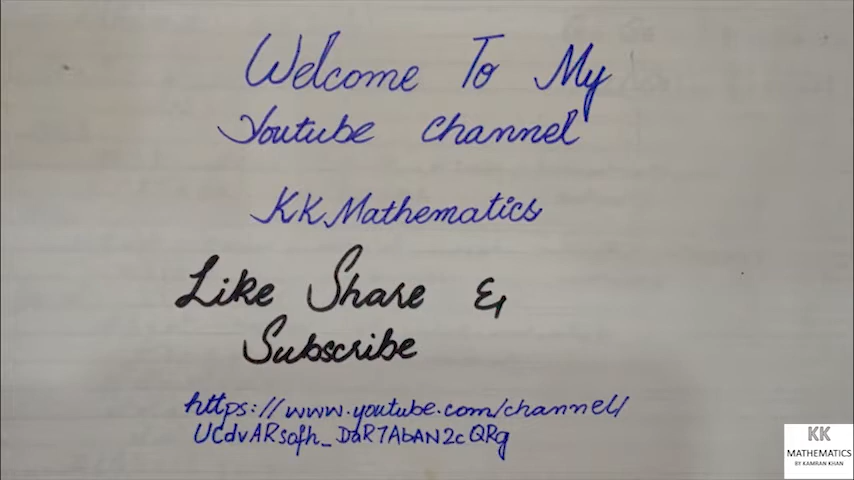 Welcome To My
Youtube channel
KK Mathematics
Like Share &
Subscribe
https://www.youtube.com/channel/
UCdvARsofh_DaR7AbAN2cQRg
KK
MATHEMATICS
BY KAMRAN KHAN